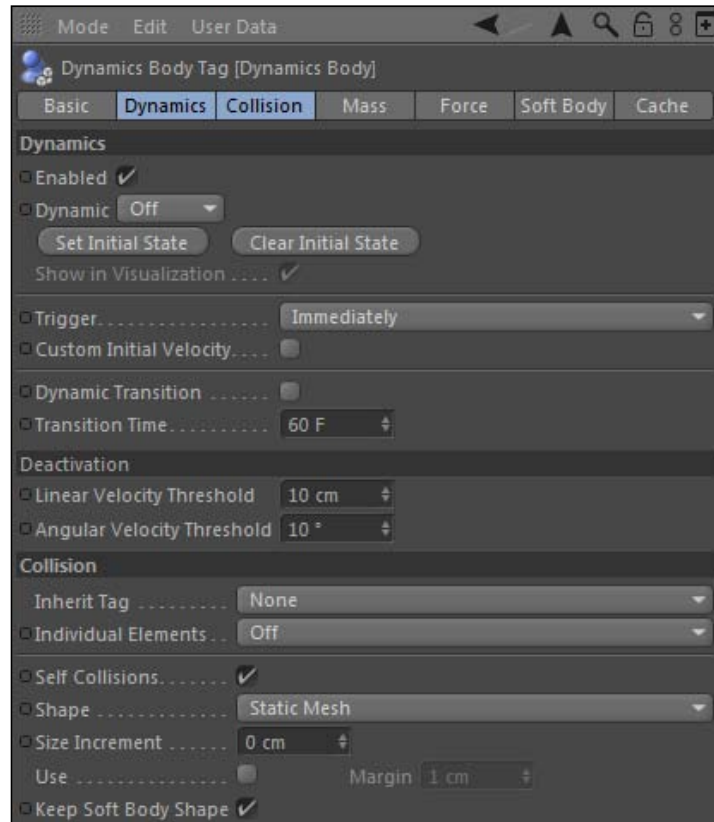 Mode Edit User Data
Dynamics Body Tag [Dynamics Body]
Basic Dynamics Collision Mass Force Soft Body Cache
Dynamics
Enabled
Dynamic Off
Set Initial State Clear Initial State
Show in Visualization . . . .
Trigger. . . . . . . . . . . . . . . . . Immediately
Custom Initial Velocity. . . .
Dynamic Transition . . . . . .
Transition Time. . . . . . . . . . 60 F
Deactivation
Linear Velocity Threshold 10 cm
Angular Velocity Threshold 10 °
Collision
Inherit Tag . . . . . . . . . None
Individual Elements . . Off
Self Collisions. . . . . . .
Shape . . . . . . . . . . . . . Static Mesh
Size Increment . . . . . . 0 cm
Use . . . . . . . . . . . . . . . Margin 1 cm
Keep Soft Body Shape